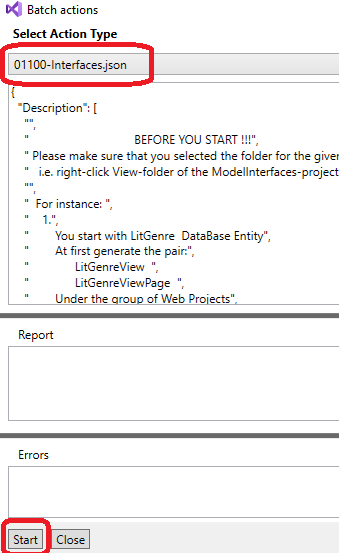 Batch actions
Select Action Type
01100-Interfaces.json
{
"Description": [
"",
" BEFORE YOU START !!!",
" Please make sure that you selected the folder for the giver
" i.e. right-click View-folder of the ModelInterfaces-project
"",
" For instance: ",
" 1.",
" You start with LitGenre DataBase Entity",
" At first generate the pair:",
" LitGenreView ",
" LitGenreViewPage ",
" Under the group of Web Projects",
Report
Errors
Start Close